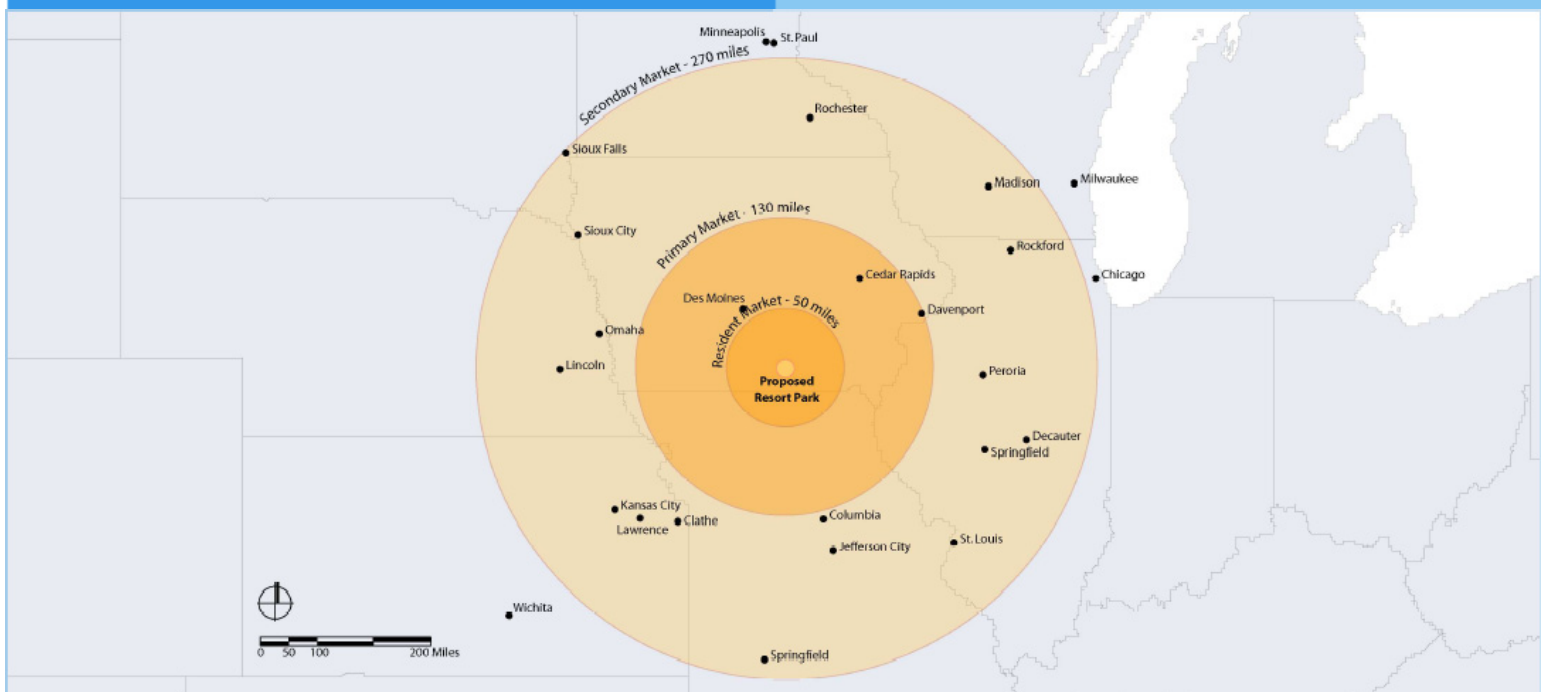 Minneapolis
St. Paul
Secondary Market - 270 miles
Rochester
Sioux Falls
Madison
Milwaukee
Primary Market - 130 miles
Sioux City
Rockford
Cedar Rapids
Chicago
Des Moines
Resident Market - 50 miles
Davenport
Omaha
Lincoln
Peroria
Proposed
Resort Park
Decauter
Springfield
Kansas City
Lawrence
Clathe
Columbia
Jefferson City
St. Louis
Wichita
0 50 100 200 Miles
Springfield